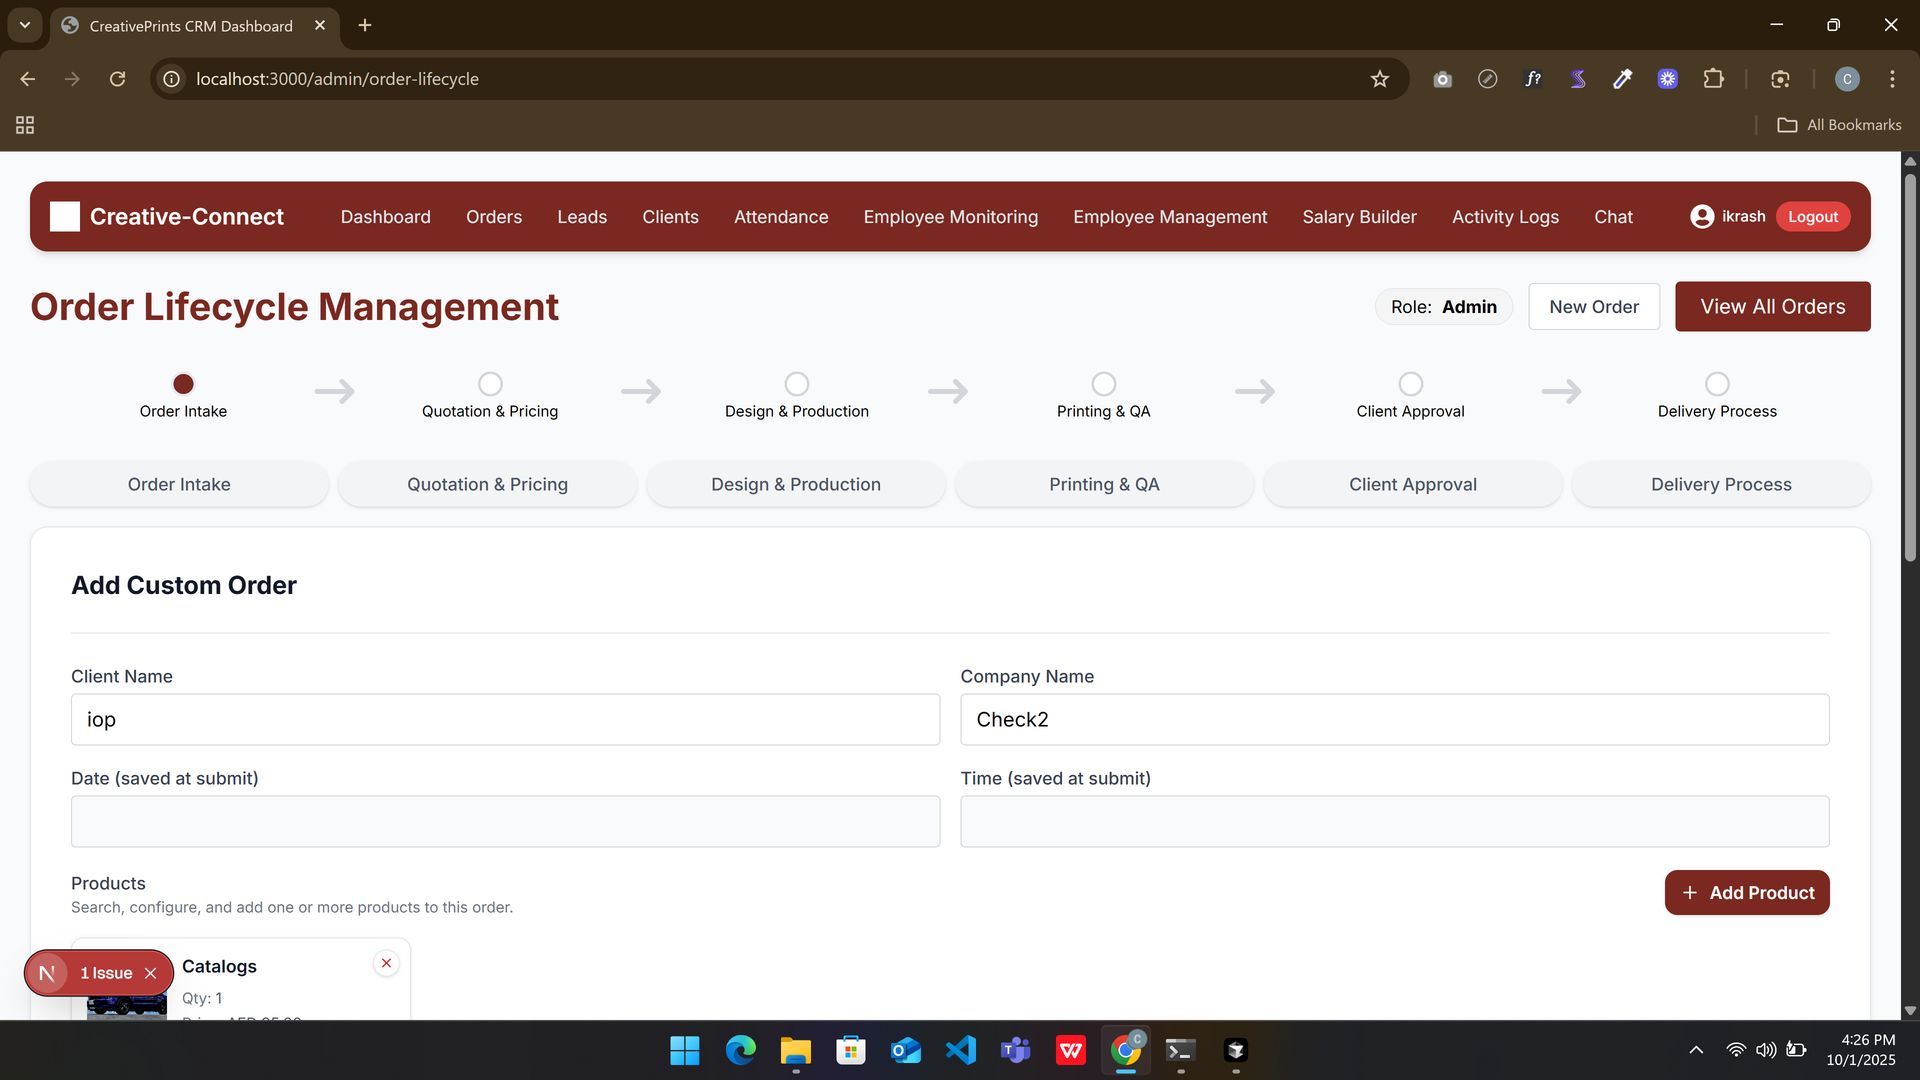 CreativePrints CRM Dashboard
localhost:3000/admin/order-lifecycle
f?
C
All Bookmarks
Creative-Connect
Dashboard
Orders
Leads
Clients
Attendance
Employee Monitoring
Employee Management
Salary Builder
Activity Logs
Chat
ikrash
Logout
Order Lifecycle Management
Role: Admin
New Order
View All Orders
Order Intake
Quotation & Pricing
Design & Production
Printing & QA
Client Approval
Delivery Process
Order Intake
Quotation & Pricing
Design & Production
Printing & QA
Client Approval
Delivery Process
Add Custom Order
Client Name
Company Name
iop
Check2
Date (saved at submit)
Time (saved at submit)
Products
Search, configure, and add one or more products to this order.
Add Product
N 1 Issue
Catalogs
Qty: 1
4:26 PM
10/1/2025